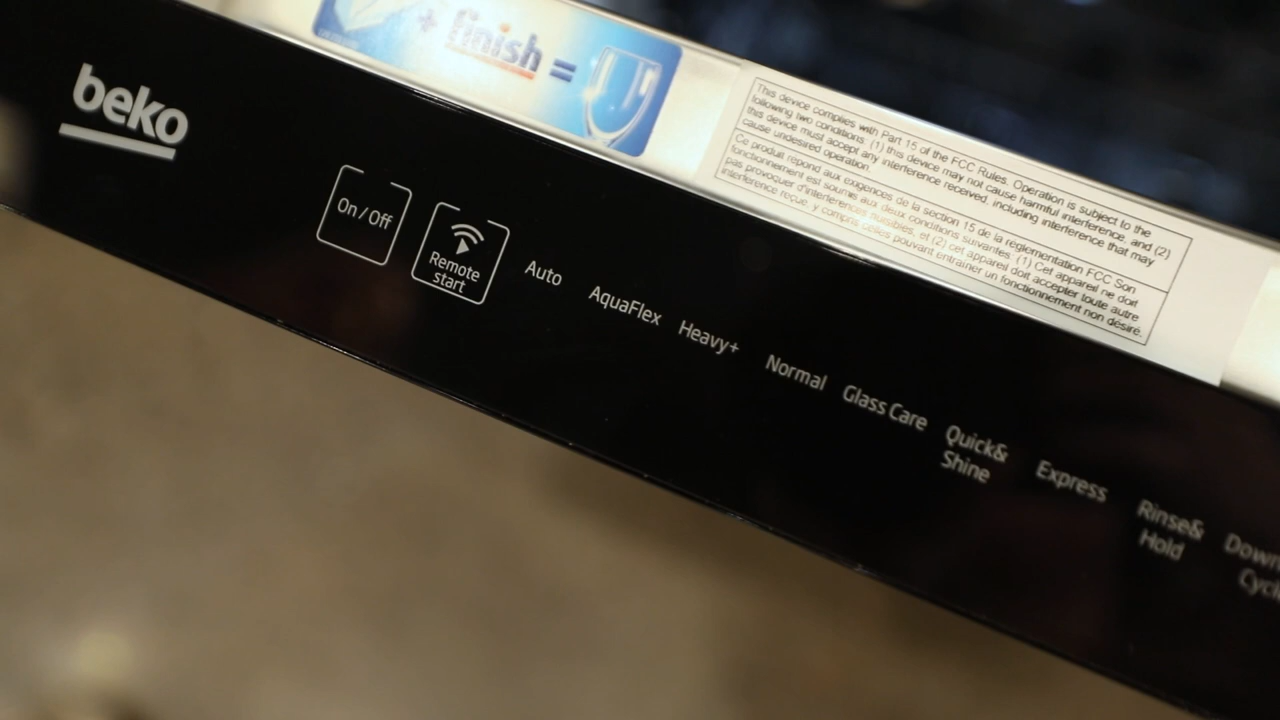 + finish =
This device complies with Part 15 of the FCC Rules. Operation is subject to the
following two conditions. (1) this device may not cause harmful interference, and (2)
this device must accept any interference received, including interference that may
cause undesired operation.
Ce produit répond aux exigences de la section 15 de la réglementation FCC Son
fonctionnement est soumis aux deux conditions suivantes: (1) Cet appareil ne doit
pas provoquer d'interférences nuisibles, et (2) cet appareil doit accepter toute autre
interférence reçue, y compris celles pouvant entraîner un fonctionnement non désiré.
beko
On / Off
Remote
start
Auto
AquaFlex
Heavy+
Normal
Glass Care
Quick&
Shine
Express
Rinse&
Hold
Down
Cycl